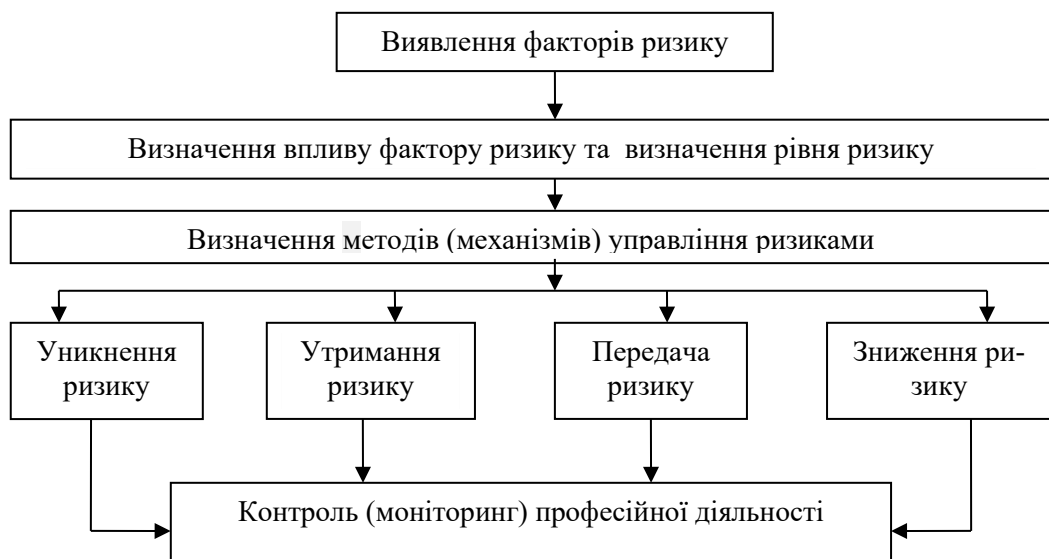 Виявлення факторів ризику
Визначення впливу фактору ризику та визначення рівня ризику
Визначення методів (механізмів) управління ризиками
Уникнення
ризику
Утримання
ризику
Передача
ризику
Зниження ри-
зику
Контроль (моніторинг) професійної діяльності